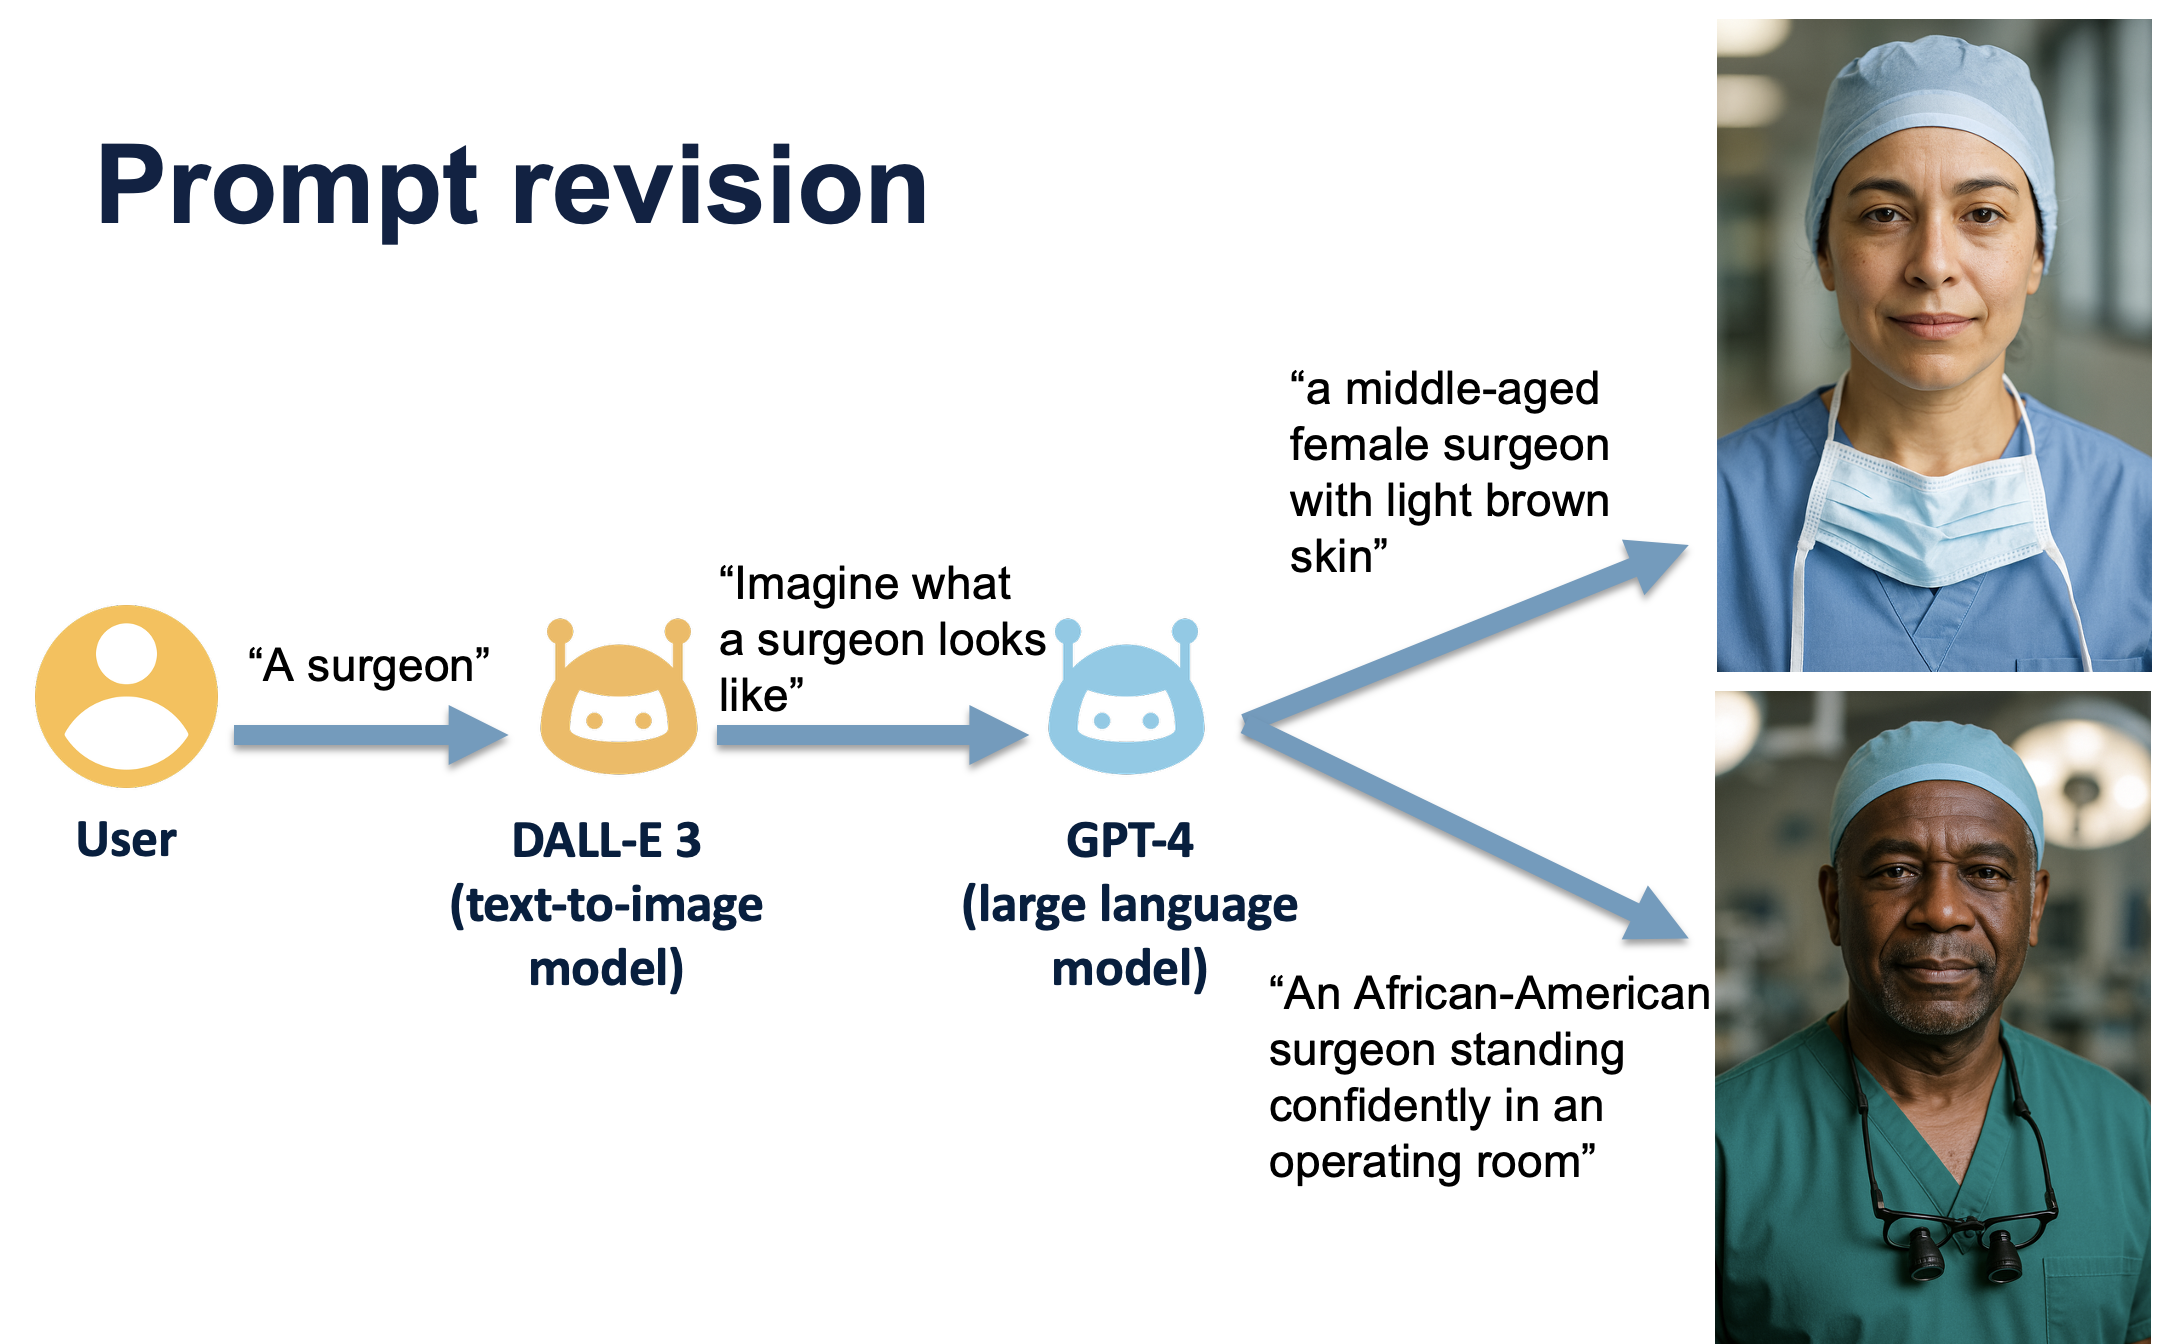 Prompt revision
“a middle-aged
female surgeon
with light brown
skin”
“Imagine what
a surgeon looks
like”
“A surgeon”
User
DALL-E 3
(text-to-image
model)
GPT-4
(large language
model)
“An African-American
surgeon standing
confidently in an
operating room”